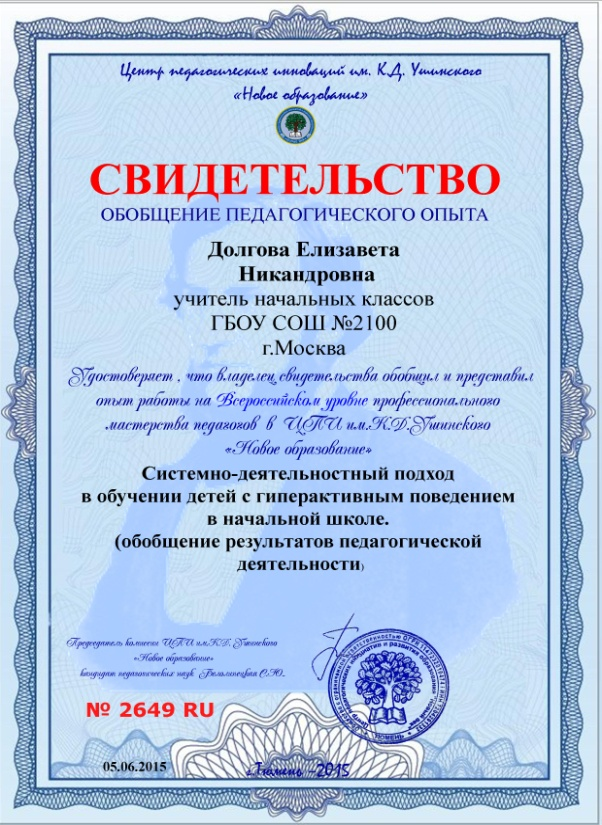 Центр педагогических инноваций им. К.Д. Ушинского
«Новое образование»
СВИДЕТЕЛЬСТВО
ОБОБЩЕНИЕ ПЕДАГОГИЧЕСКОГО ОПЫТА
Долгова Елизавета
Никандровна
учитель начальных классов
ГБОУ СОШ №2100
г.Москва
Удостоверяет , что владелец свидетельства обобщил и представил
опыт работы на Всероссийском уровне профессионального
мастерства педагогов в ЦПИ им.К.Д.Ушинского
«Новое образование»
Системно-деятельностный подход
в обучении детей с гиперактивным поведением
в начальной школе.
(обобщение результатов педагогической
деятельности)
Председатель комиссии ЦПИ им.К.Д. Ушинского
«Новое образование»
кандидат педагогических наук
№ 2649 RU
05.06.2015
г.Тюмень -2015